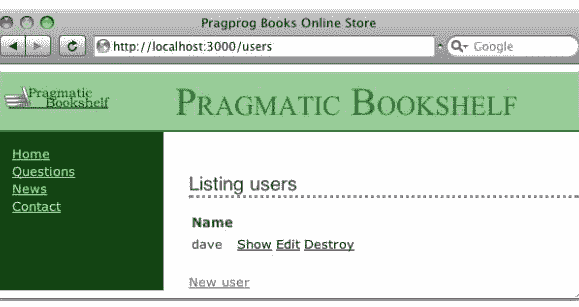 Pragprog Books Online Store
http://localhost:3000/users
Google
Pragmatic
Bookshelf
PRAGMATIC BOOKSHELF
Home
Questions
News
Contact
Listing users
Name
dave Show Edit Destroy
New user